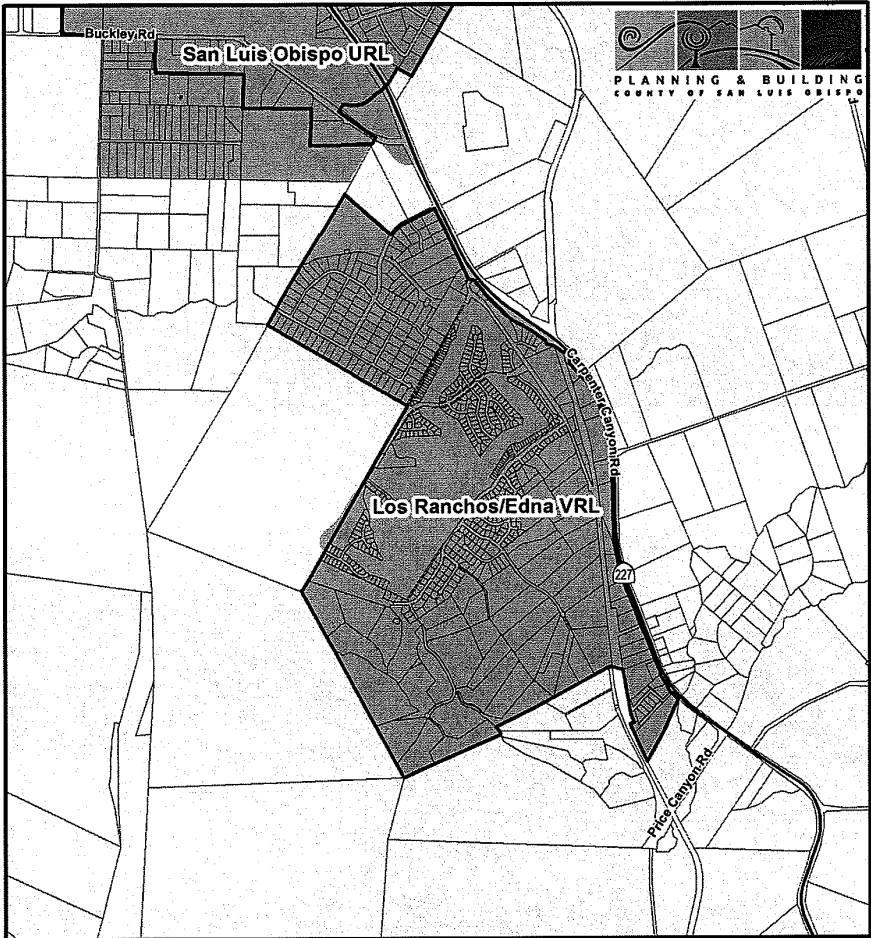 Buckley Rd
San Luis Obispo URL
PLANNING & BUILDING
COUNTY OF SAN LUIS OBISPO
Carpenter Canyon Rd
Los Ranchos/Edna VRL
227
Price Canyon Rd